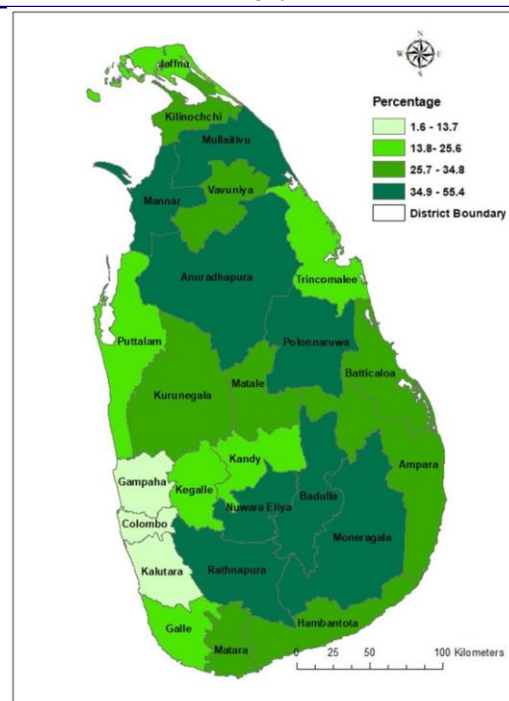 Jaffna
Kilinochchi
Mullaitivu
Vavuniya
Mannar
Anuradhapura
Trincomalee
Puttalam
Polonnaruwa
Batticaloa
Matale
Kurunegala
Kandy
Ampara
Gampaha
Kegalle
Badulla
Nuwara Eliya
Colombo
Moneragala
Kalutara
Rathnapura
Hambantota
Galle
Matara
N
W
E
S
Percentage
1.6 - 13.7
13.8- 25.6
25.7 - 34.8
34.9 - 55.4
District Boundary
0 25 50 100 Kilometers